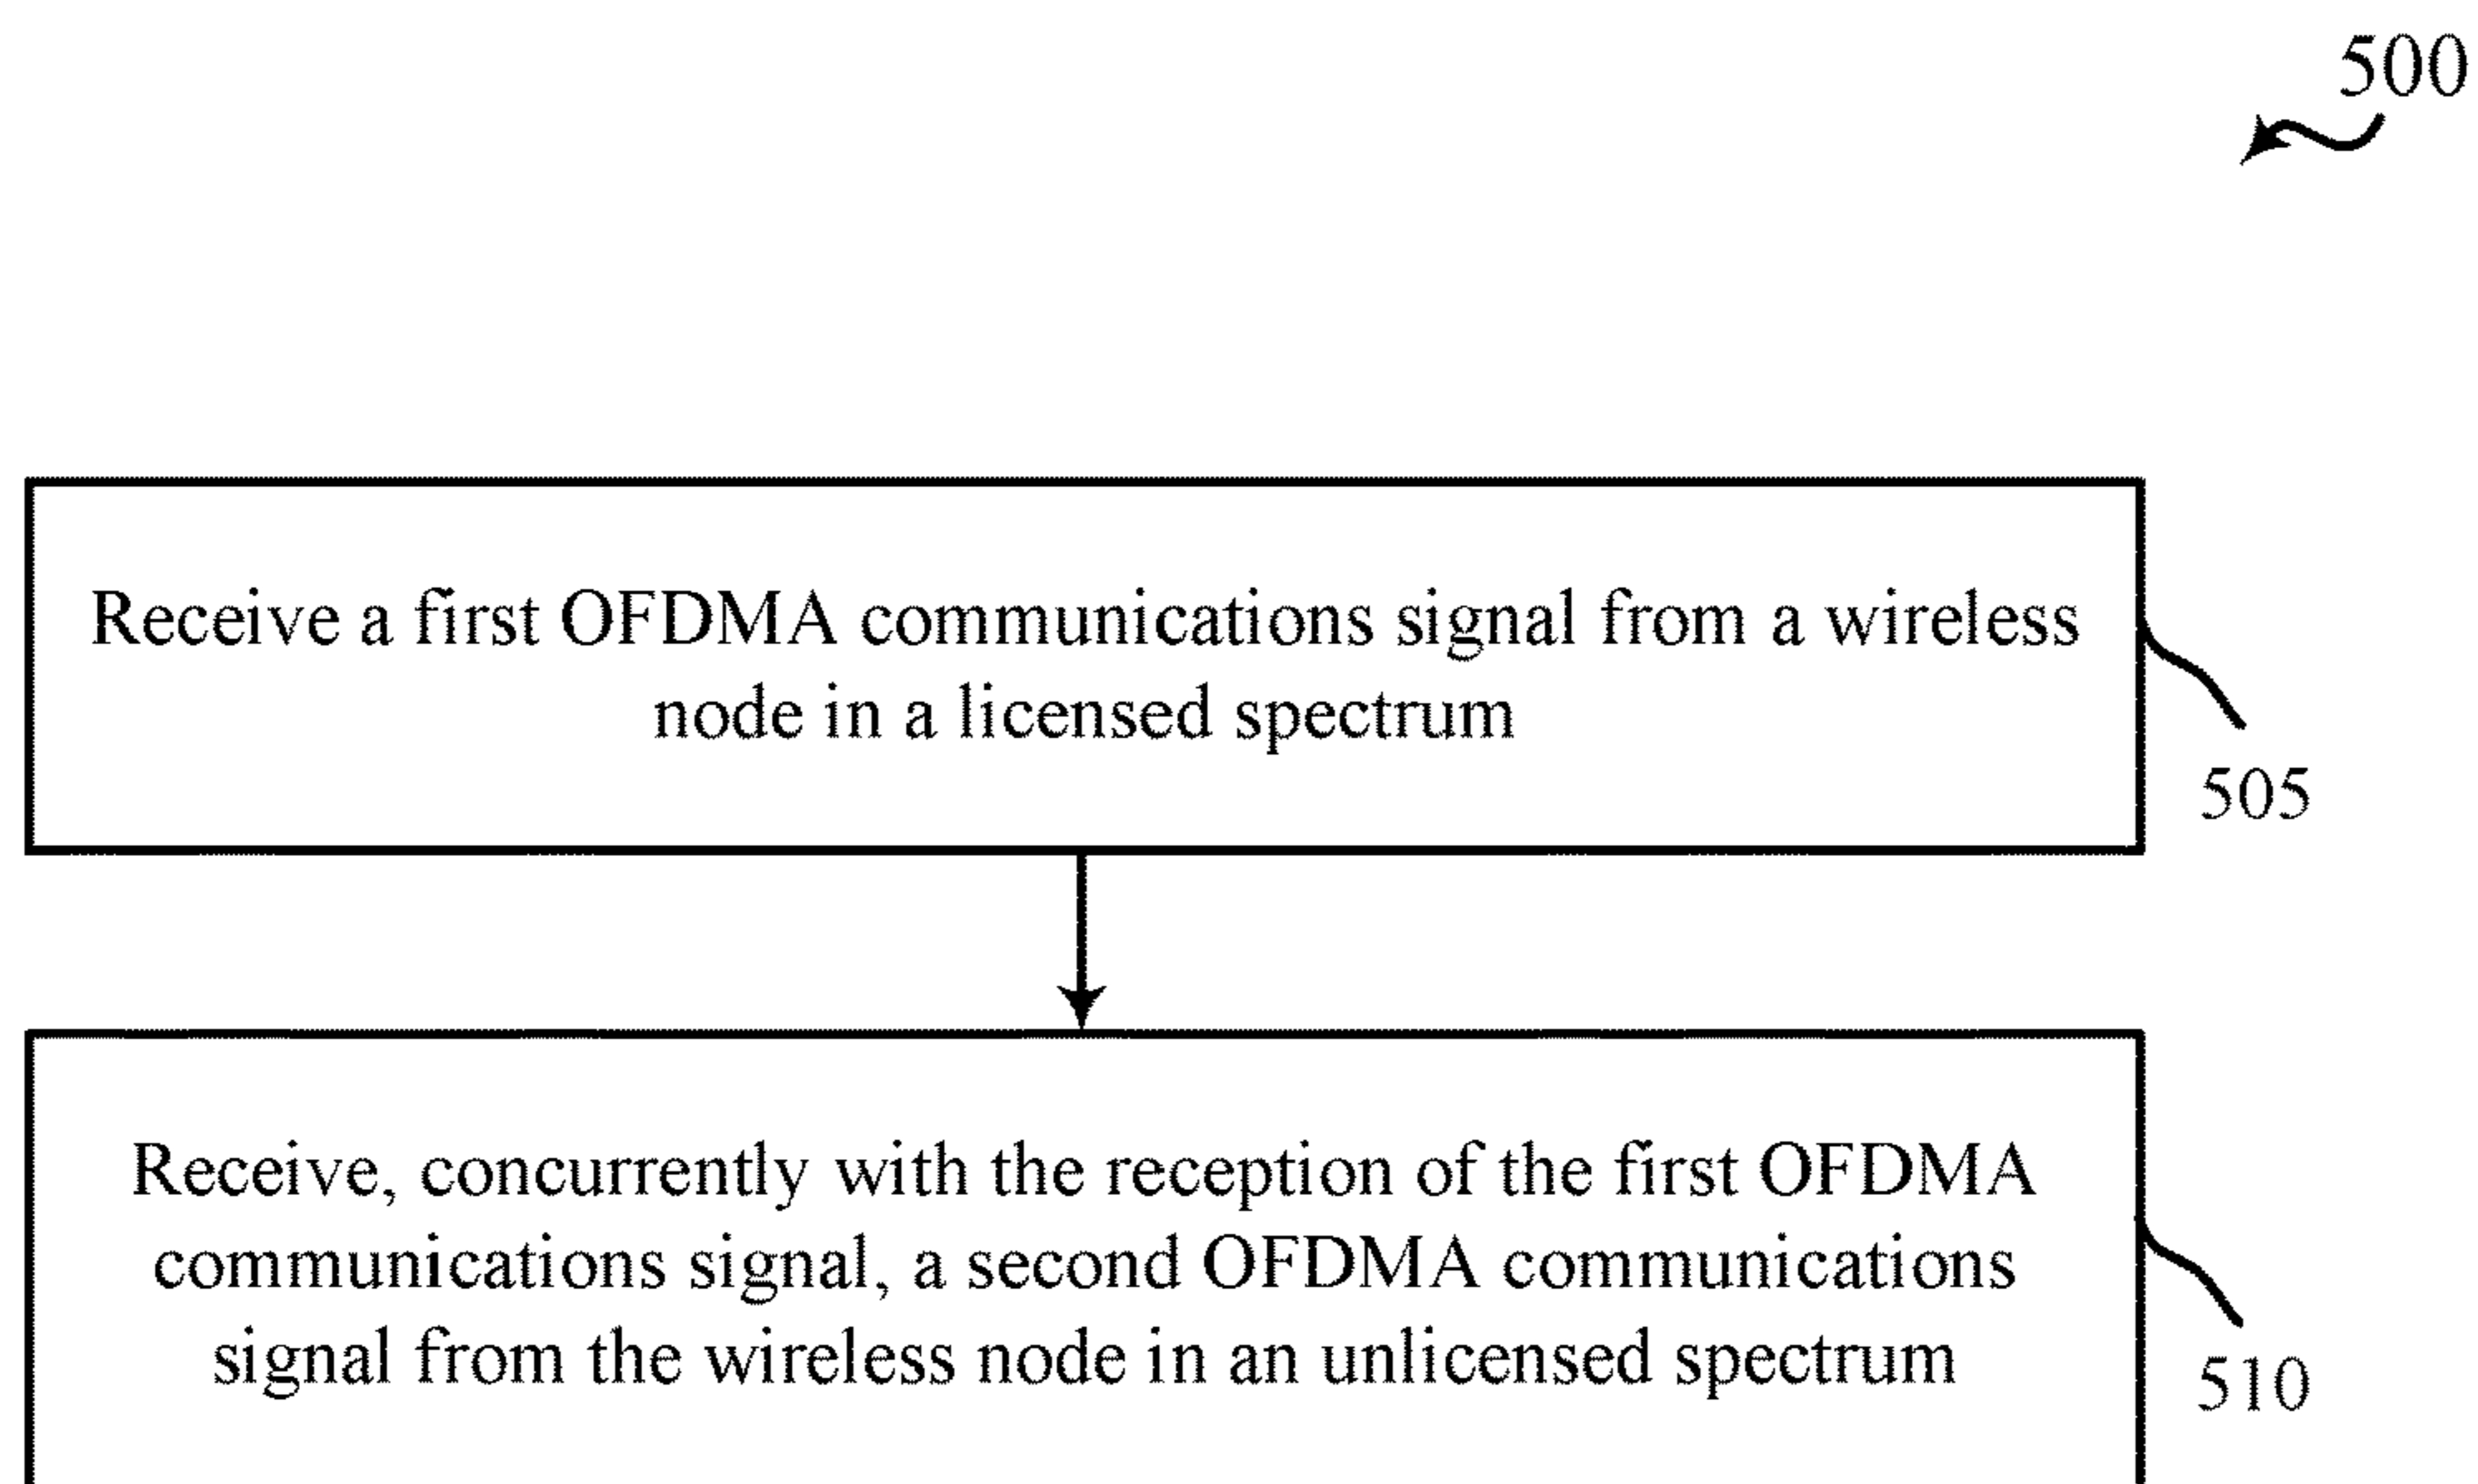 500
Receive a first OFDMA communications signal from a wireless
node in a licensed spectrum
505
Receive, concurrently with the reception of the first OFDMA
communications signal, a second OFDMA communications
signal from the wireless node in an unlicensed spectrum
510